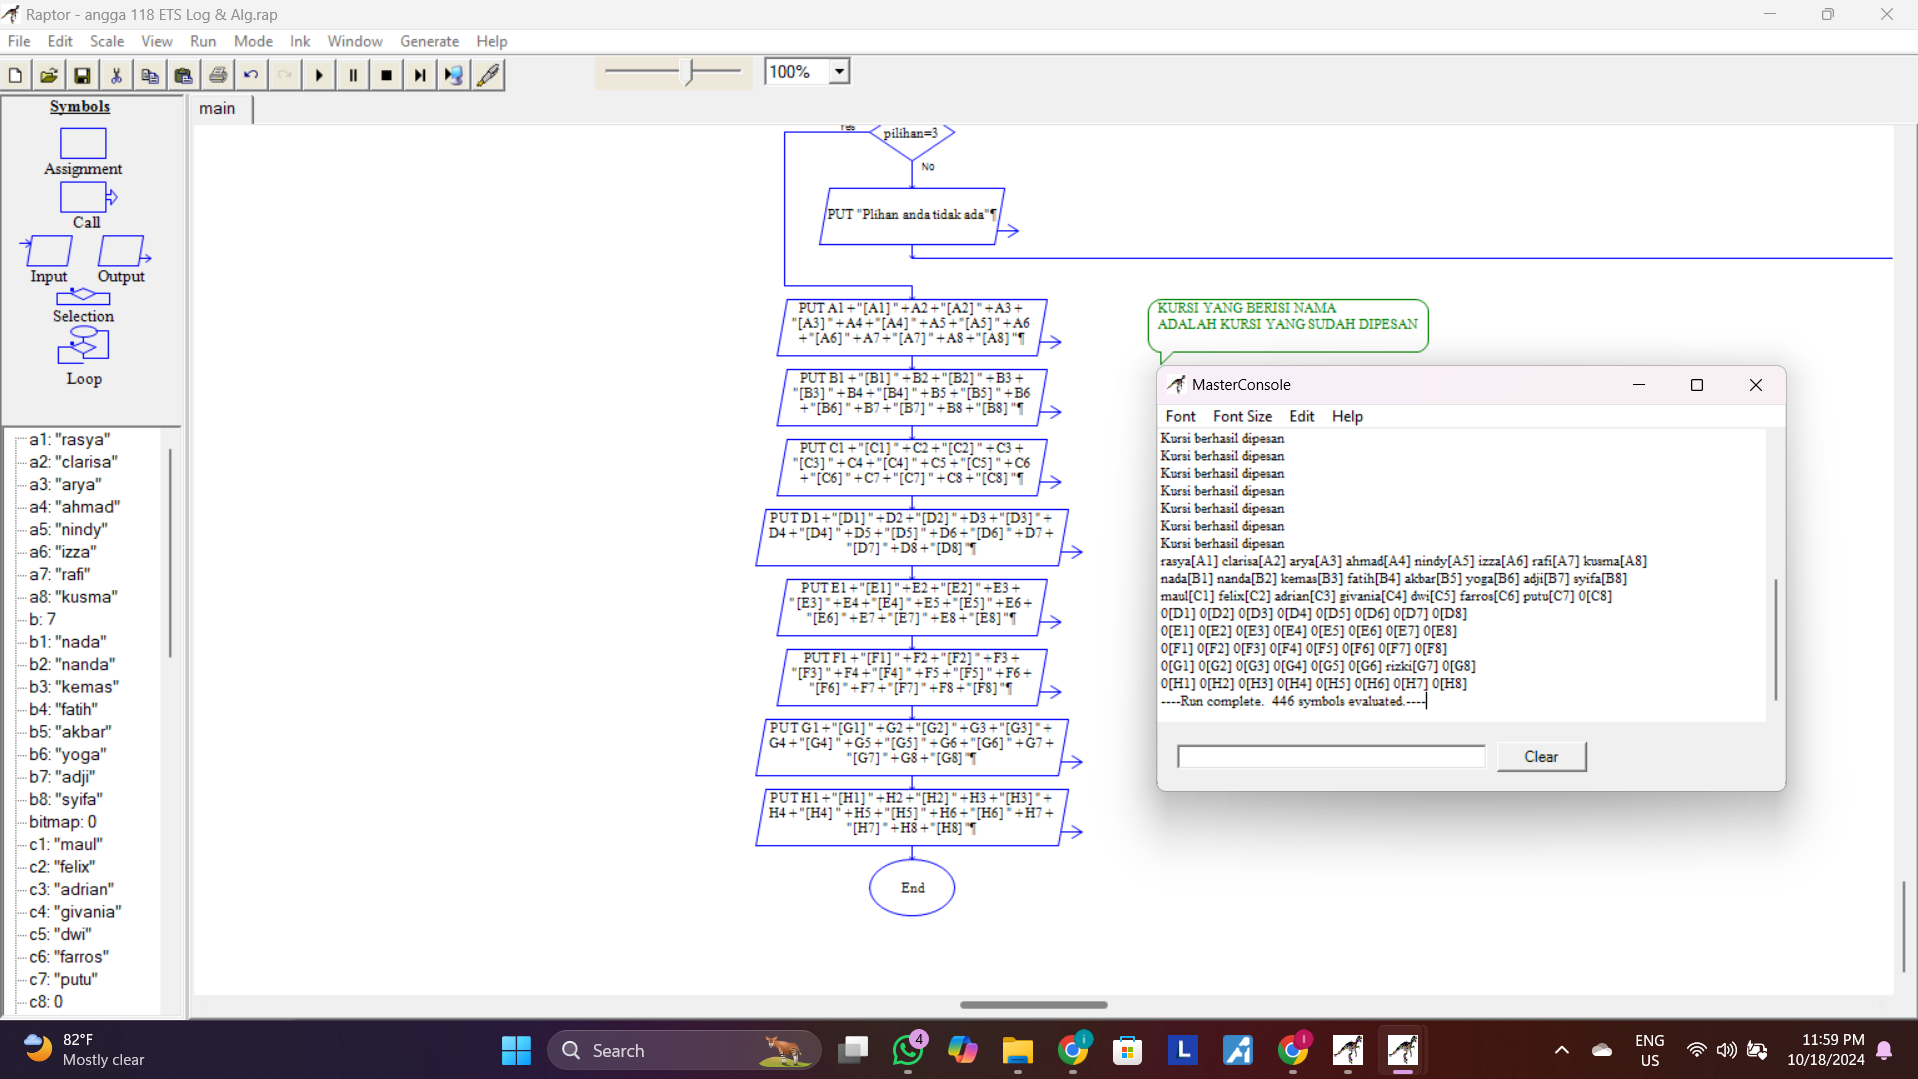 Raptor - angga 118 ETS Log & Alg.rap
File Edit Scale View Run Mode Ink Window Generate Help
100%
Symbols
Assignment
Call
Input Output
Selection
Loop
a1: "rasya"
a2: "clarisa"
a3: "arya"
a4: "ahmad"
a5: "nindy"
a6: "izza"
a7: "rafi"
a8: "kusma"
b: 7
b1: "nada"
b2: "nanda"
b3: "kemas"
b4: "fatih"
b5: "akbar"
b6: "yoga"
b7: "adji"
b8: "syifa"
bitmap: 0
c1: "maul"
c2: "felix"
c3: "adrian"
c4: "givania"
c5: "dwi"
c6: "farros"
c7: "putu"
c8: 0
main
Yes
pilihan=3
No
PUT "Plihan anda tidak ada"¶
PUT A1+"[A1] "+A2+"[A2] "+A3+
"[A3] "+A4+"[A4] "+A5+"[A5] "+A6
+"[A6] "+A7+"[A7] "+A8+"[A8] "¶
PUT B1+"[B1] "+B2+"[B2] "+B3+
"[B3] "+B4+"[B4] "+B5+"[B5] "+B6
+"[B6] "+B7+"[B7] "+B8+"[B8] "¶
PUT C1+"[C1] "+C2+"[C2] "+C3+
"[C3] "+C4+"[C4] "+C5+"[C5] "+C6
+"[C6] "+C7+"[C7] "+C8+"[C8] "¶
PUT D1+"[D1] "+D2+"[D2] "+D3+"[D3] "+
D4+"[D4] "+D5+"[D5] "+D6+"[D6] "+D7+
"[D7] "+D8+"[D8] "¶
PUT E1+"[E1] "+E2+"[E2] "+E3+
"[E3] "+E4+"[E4] "+E5+"[E5] "+E6+
"[E6] "+E7+"[E7] "+E8+"[E8] "¶
PUT F1+"[F1] "+F2+"[F2] "+F3+
"[F3] "+F4+"[F4] "+F5+"[F5] "+F6+
"[F6] "+F7+"[F7] "+F8+"[F8] "¶
PUT G1+"[G1] "+G2+"[G2] "+G3+"[G3] "+
G4+"[G4] "+G5+"[G5] "+G6+"[G6] "+G7+
"[G7] "+G8+"[G8] "¶
PUT H1+"[H1] "+H2+"[H2] "+H3+"[H3] "+
H4+"[H4] "+H5+"[H5] "+H6+"[H6] "+H7+
"[H7] "+H8+"[H8] "¶
End
KURSI YANG BERISI NAMA
ADALAH KURSI YANG SUDAH DIPESAN
MasterConsole
Font Font Size Edit Help
Kursi berhasil dipesan
Kursi berhasil dipesan
Kursi berhasil dipesan
Kursi berhasil dipesan
Kursi berhasil dipesan
Kursi berhasil dipesan
Kursi berhasil dipesan
rasya[A1] clarisa[A2] arya[A3] ahmad[A4] nindy[A5] izza[A6] rafi[A7] kusma[A8]
nada[B1] nanda[B2] kemas[B3] fatih[B4] akbar[B5] yoga[B6] adji[B7] syifa[B8]
maul[C1] felix[C2] adrian[C3] givania[C4] dwi[C5] farros[C6] putu[C7] 0[C8]
0[D1] 0[D2] 0[D3] 0[D4] 0[D5] 0[D6] 0[D7] 0[D8]
0[E1] 0[E2] 0[E3] 0[E4] 0[E5] 0[E6] 0[E7] 0[E8]
0[F1] 0[F2] 0[F3] 0[F4] 0[F5] 0[F6] 0[F7] 0[F8]
0[G1] 0[G2] 0[G3] 0[G4] 0[G5] 0[G6] rizki[G7] 0[G8]
0[H1] 0[H2] 0[H3] 0[H4] 0[H5] 0[H6] 0[H7] 0[H8]
----Run complete.  446 symbols evaluated.----
Clear
82°F
Mostly clear
Search
4
L
ENG
US
11:59 PM
10/18/2024